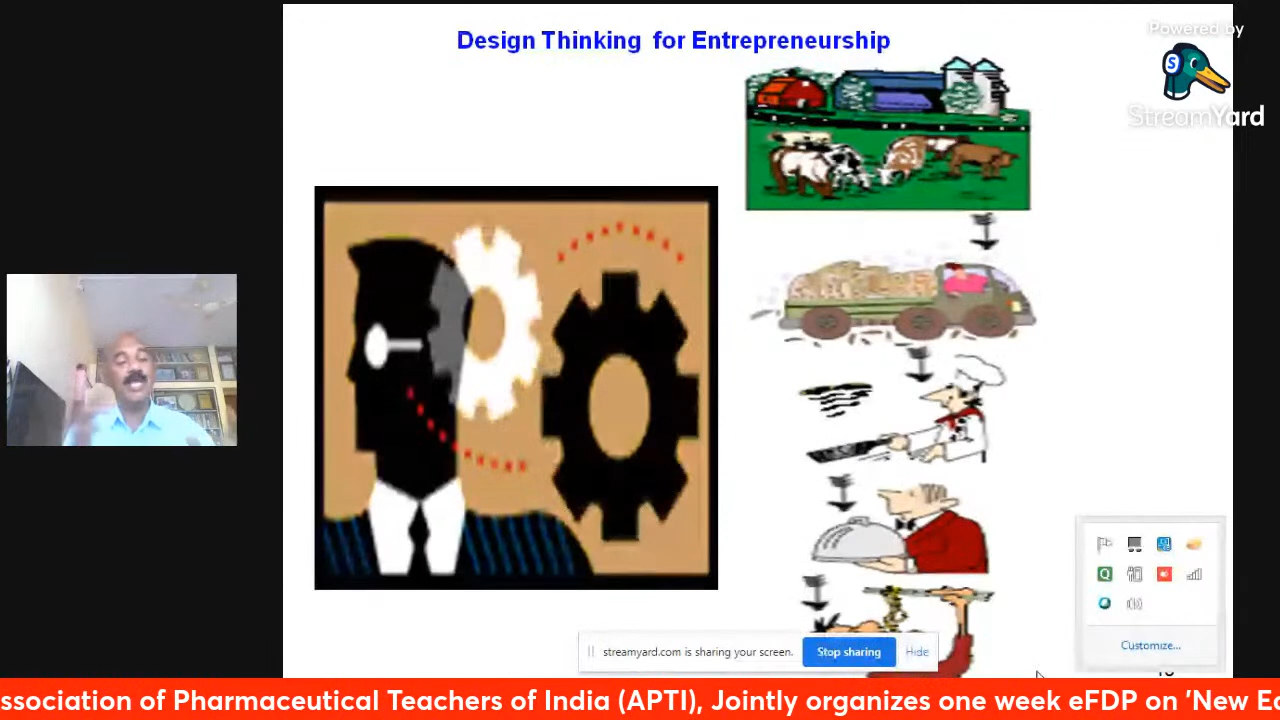 Design Thinking for Entrepreneurship
Powered by
S
StreamYard
streamyard.com is sharing your screen.
Stop sharing
Hide
Q
Customize...
ssociation of Pharmaceutical Teachers of India (APTI), Jointly organizes one week eFDP on 'New Ed